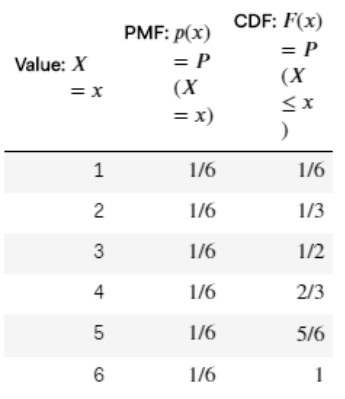 Value: X = x PMF: p(x) = P (X = x) CDF: F(x) = P (X ≤ x )
1 1/6 1/6
2 1/6 1/3
3 1/6 1/2
4 1/6 2/3
5 1/6 5/6
6 1/6 1